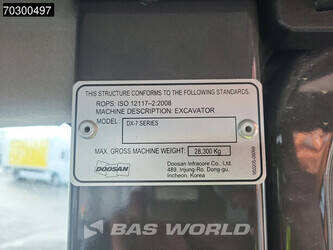 70300497
THIS STRUCTURE CONFORMS TO THE FOLLOWING STANDARDS.
ROPS: ISO 12117-2:2008
MACHINE DESCRIPTION: EXCAVATOR
MODEL: DX-7 SERIES
MAX. GROSS MACHINE WEIGHT: 28,300 Kg
DOOSAN
Doosan Infracore Co., Ltd.
489, Injung-Ro, Dong-gu,
Incheon, Korea
BAS WORLD